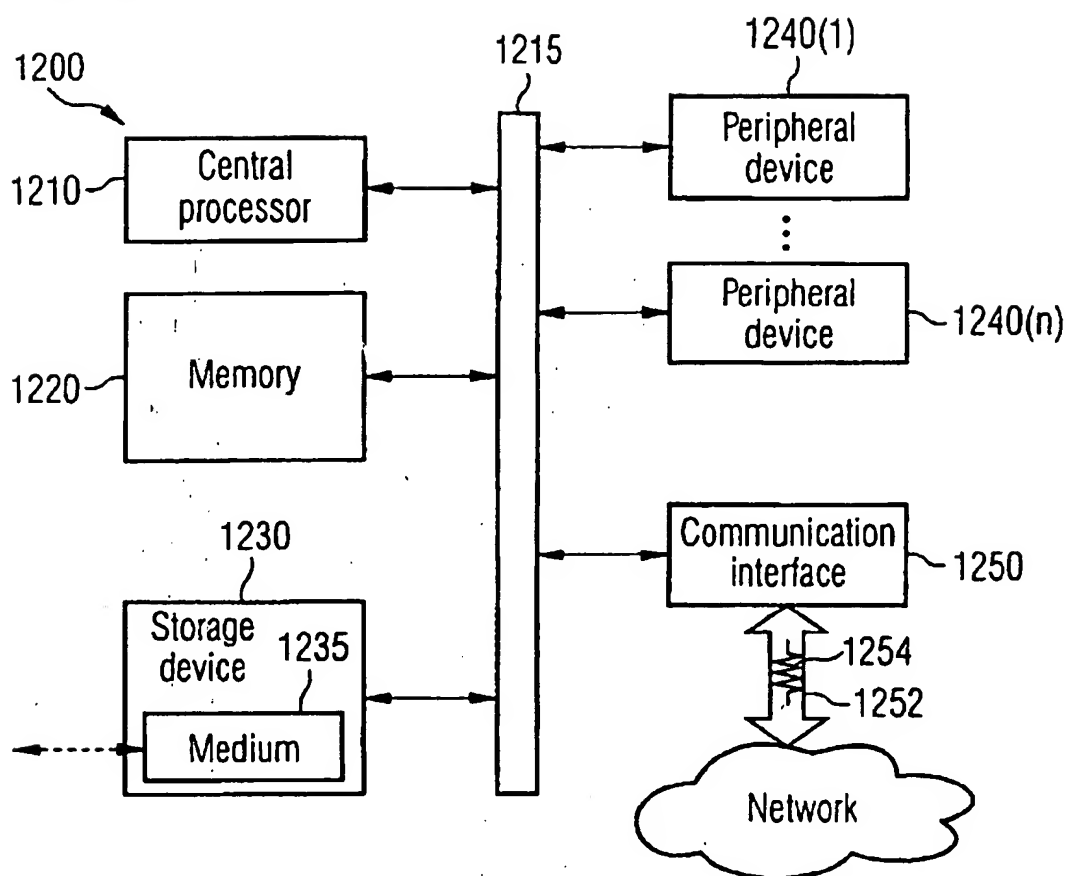 1200
1215
1240(1)
1210
Central
processor
Peripheral
device
Peripheral
device
1240(n)
1220
Memory
1230
Storage
device
1235
Medium
Communication
interface
1250
1254
1252
Network